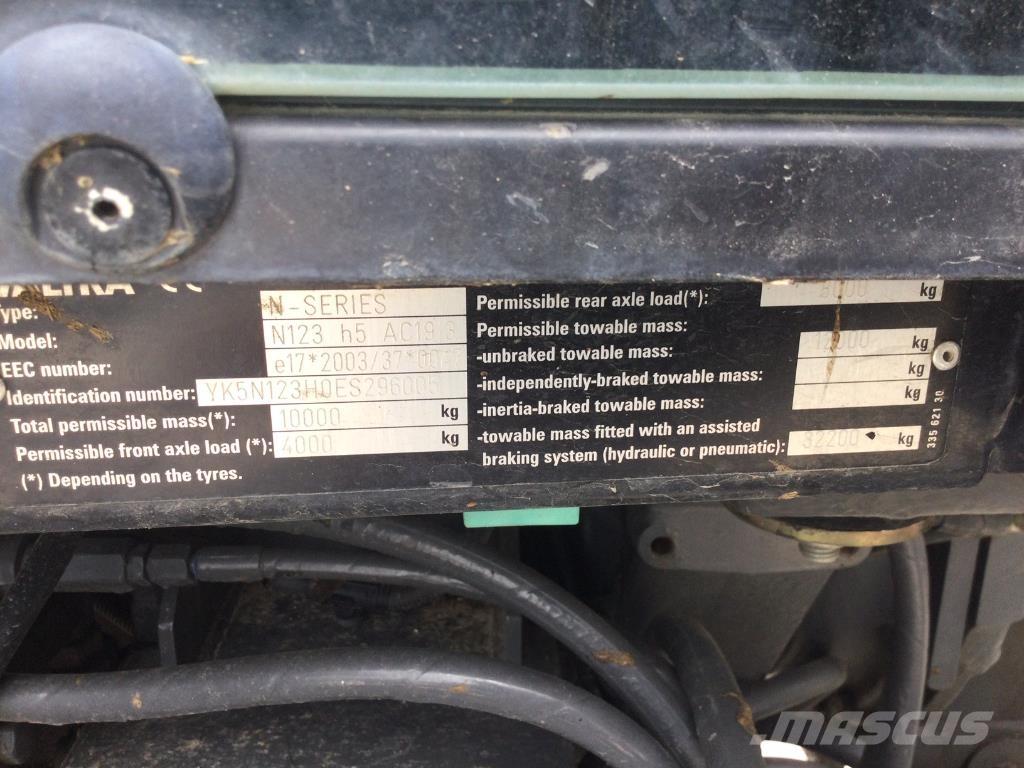 VALTRA CE
Type: N-SERIES
Model: N123 h5 AC19
EEC number: e17*2003/37*
Identification number: YK5N123H0ES296005
Total permissible mass(*): 10000 kg
Permissible front axle load (*): 4000 kg
(*) Depending on the tyres.
Permissible rear axle load(*): kg
Permissible towable mass:
-unbraked towable mass: 12000 kg
-independently-braked towable mass: kg
-inertia-braked towable mass: kg
-towable mass fitted with an assisted
braking system (hydraulic or pneumatic): 32200 kg
335 621 30
MASCUS